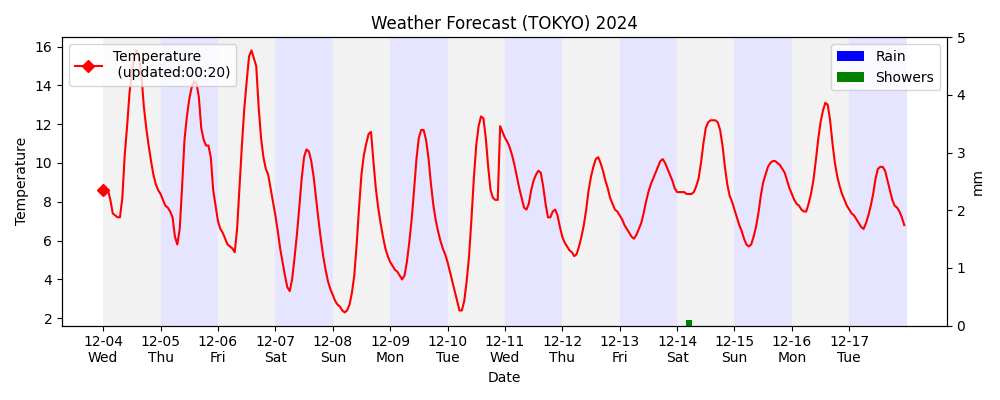 Weather Forecast (TOKYO) 2024
Temperature
(updated:00:20)
Rain
Showers
16
14
12
10
8
6
4
2
Temperature
5
4
3
2
1
0
mm
12-04 12-05 12-06 12-07 12-08 12-09 12-10 12-11 12-12 12-13 12-14 12-15 12-16 12-17
Wed Thu Fri Sat Sun Mon Tue Wed Thu Fri Sat Sun Mon Tue
Date